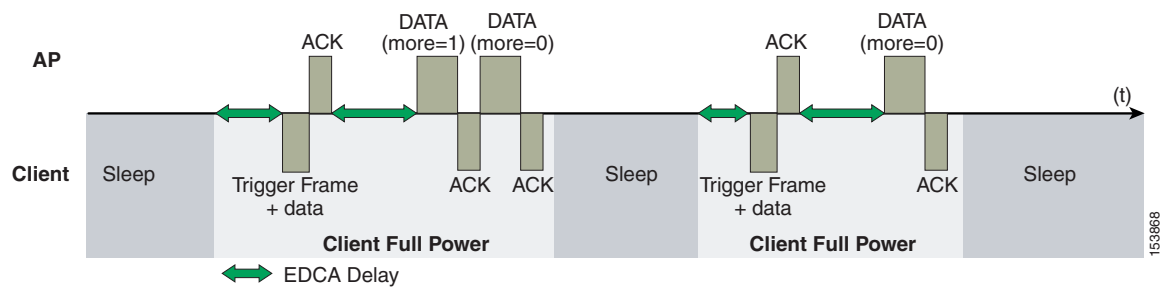 DATA DATA
ACK (more=1) (more=0)
AP
DATA
ACK (more=0)
(t)
Client
Sleep
Trigger Frame
+ data
ACK ACK
Sleep
Trigger Frame
+ data
ACK
Sleep
Client Full Power
Client Full Power
EDCA Delay
153868